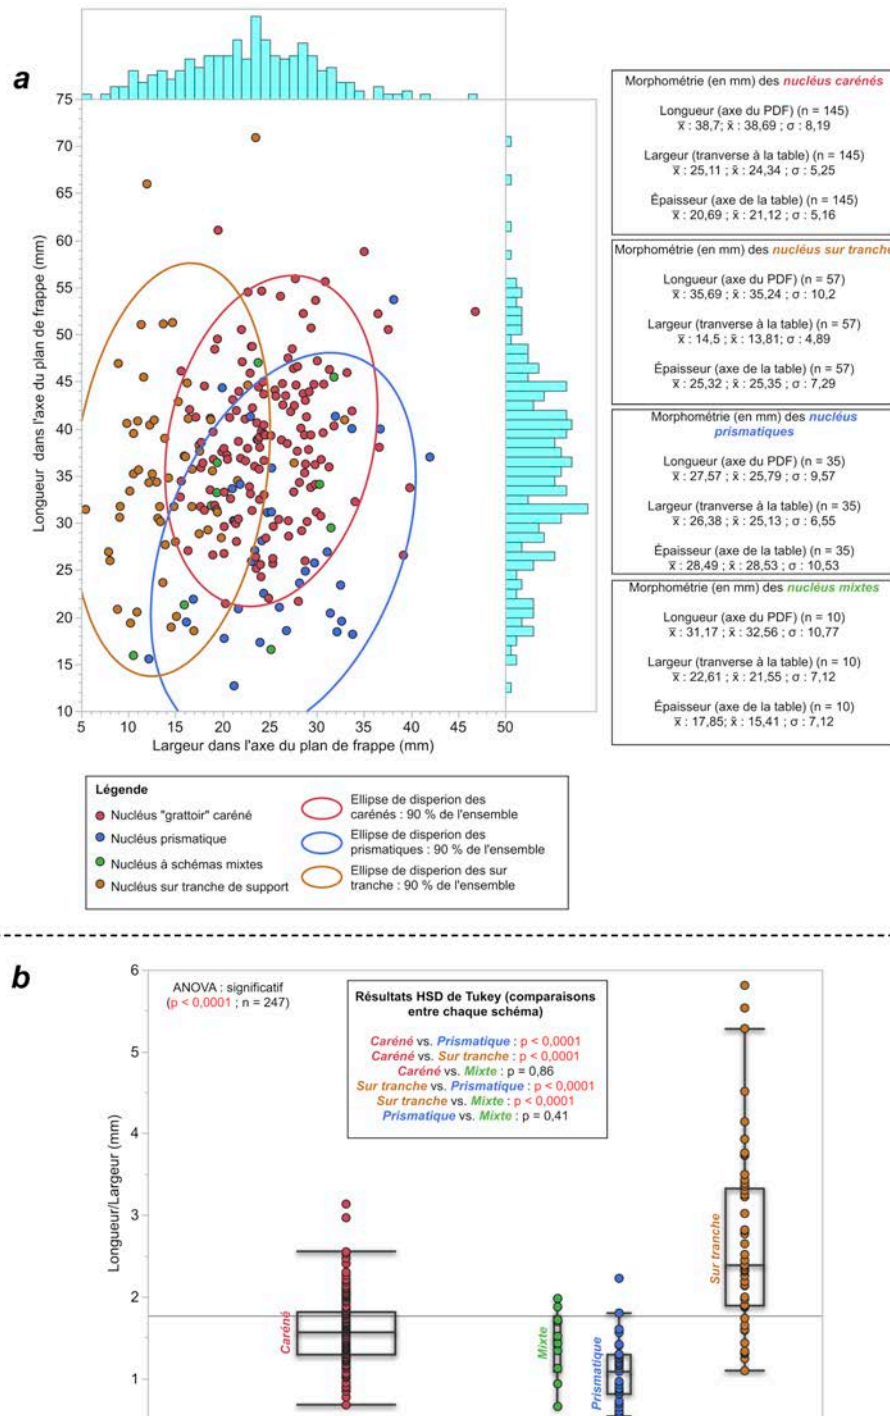 a
75
70
65
60
55
50
45
40
35
30
25
20
15
10
Longueur dans l'axe du plan de frappe (mm)
5 10 15 20 25 30 35 40 45 50
Largeur dans l'axe du plan de frappe (mm)
Morphométrie (en mm) des nucléus carénés
Longueur (axe du PDF) (n = 145)
x̅ : 38,7; x̃ : 38,69 ; σ : 8,19
Largeur (tranverse à la table) (n = 145)
x̅ : 25,11 ; x̃ : 24,34 ; σ : 5,25
Épaisseur (axe de la table) (n = 145)
x̅ : 20,69 ; x̃ : 21,12 ; σ : 5,16
Morphométrie (en mm) des nucléus sur tranche
Longueur (axe du PDF) (n = 57)
x̅ : 35,69; x̃ : 35,24 ; σ : 10,2
Largeur (tranverse à la table) (n = 57)
x̅ : 14,5 ; x̃ : 13,81; σ : 4,89
Épaisseur (axe de la table) (n = 57)
x̅ : 25,32 ; x̃ : 25,35 ; σ : 7,29
Morphométrie (en mm) des nucléus
prismatiques
Longueur (axe du PDF) (n = 35)
x̅ : 27,57 ; x̃ : 25,79 ; σ : 9,57
Largeur (tranverse à la table) (n = 35)
x̅ : 26,38 ; x̃ : 25,13 ; σ : 6,55
Épaisseur (axe de la table) (n = 35)
x̅ : 28,49 ; x̃ : 28,53 ; σ : 10,53
Morphométrie (en mm) des nucléus mixtes
Longueur (axe du PDF) (n = 10)
x̅ : 31,17 ; x̃ : 32,56 ; σ : 10,77
Largeur (tranverse à la table) (n = 10)
x̅ : 22,61 ; x̃ : 21,55 ; σ : 7,12
Épaisseur (axe de la table) (n = 10)
x̅ : 17,85; x̃ : 15,41 ; σ : 7,12
Légende
Nucléus "grattoir" caréné
Nucléus prismatique
Nucléus à schémas mixtes
Nucléus sur tranche de support
Ellipse de disperion des
carénés : 90 % de l'ensemble
Ellipse de disperion des
prismatiques : 90 % de l'ensemble
Ellipse de disperion des sur
tranche : 90 % de l'ensemble
b
6
5
4
3
2
1
Longueur/Largeur (mm)
ANOVA : significatif
(p < 0,0001 ; n = 247)
Résultats HSD de Tukey (comparaisons
entre chaque schéma)
Caréné vs. Prismatique : p < 0,0001
Caréné vs. Sur tranche : p < 0,0001
Caréné vs. Mixte : p = 0,86
Sur tranche vs. Prismatique : p < 0,0001
Sur tranche vs. Mixte : p < 0,0001
Prismatique vs. Mixte : p = 0,41
Caréné
Mixte
Prismatique
Sur tranche